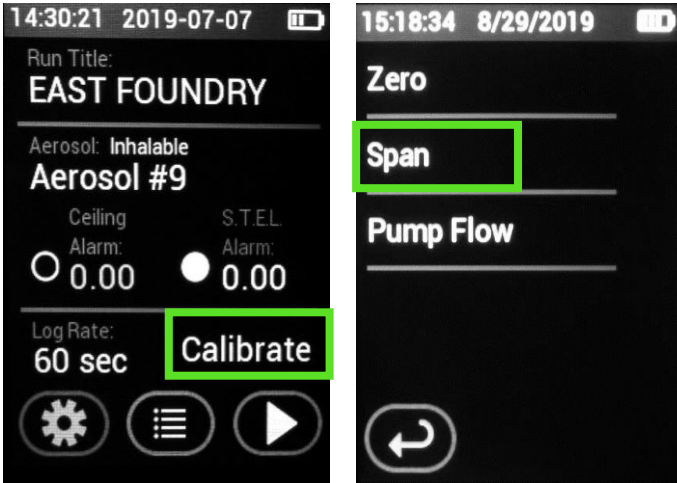 14:30:21 2019-07-07
Run Title:
EAST FOUNDRY
Aerosol: Inhalable
Aerosol #9
Ceiling
Alarm:
0.00
S.T.E.L.
Alarm:
0.00
Log Rate:
60 sec
Calibrate
15:18:34 8/29/2019
Zero
Span
Pump Flow